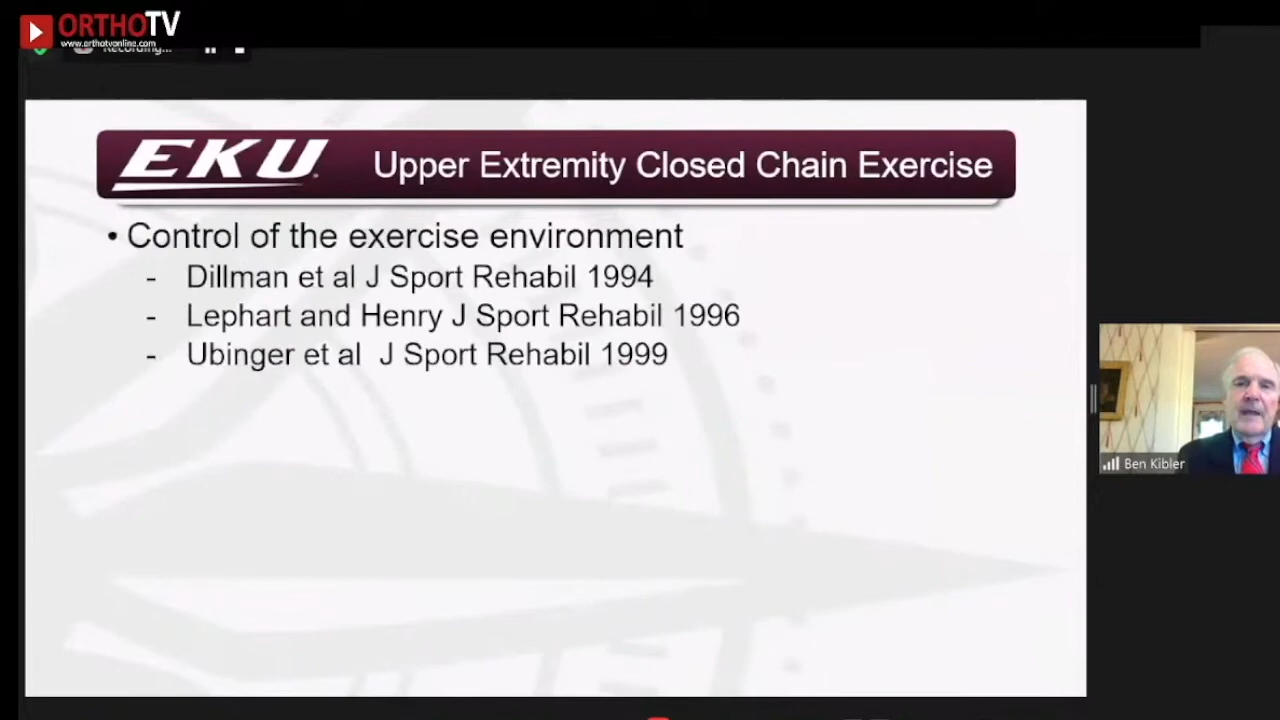 ORTHOTV
www.orthotvonline.com
Recording...
EKU
Upper Extremity Closed Chain Exercise
• Control of the exercise environment
- Dillman et al J Sport Rehabil 1994
- Lephart and Henry J Sport Rehabil 1996
- Ubinger et al J Sport Rehabil 1999
Ben Kibler